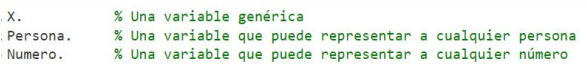 X. % Una variable genérica
Persona. % Una variable que puede representar a cualquier persona
Numero. % Una variable que puede representar a cualquier número